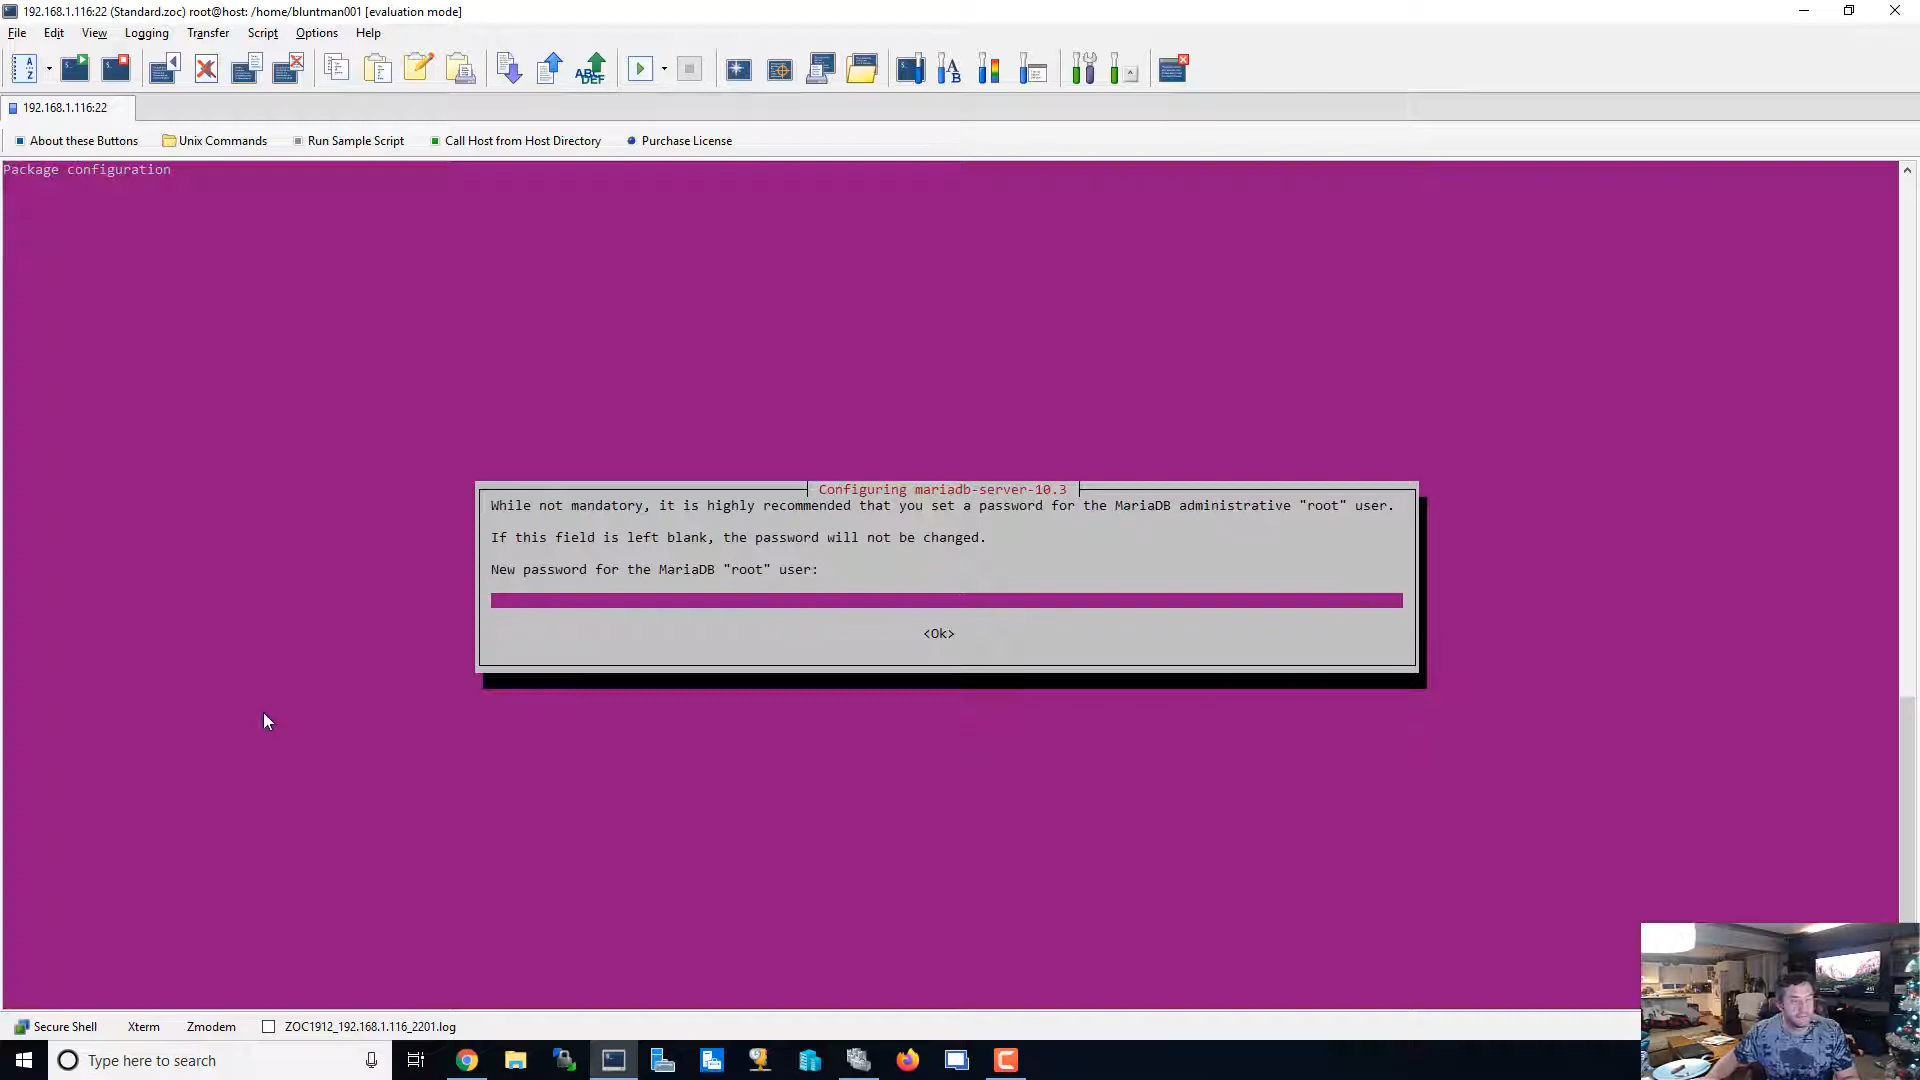 192.168.1.116:22 (Standard.zoc) root@host: /home/bluntman001 [evaluation mode]
File Edit View Logging Transfer Script Options Help
192.168.1.116:22
About these Buttons Unix Commands Run Sample Script Call Host from Host Directory Purchase License
Package configuration
Configuring mariadb-server-10.3
While not mandatory, it is highly recommended that you set a password for the MariaDB administrative "root" user.
If this field is left blank, the password will not be changed.
New password for the MariaDB "root" user:
<Ok>
Secure Shell Xterm Zmodem ZOC1912_192.168.1.116_2201.log
Type here to search